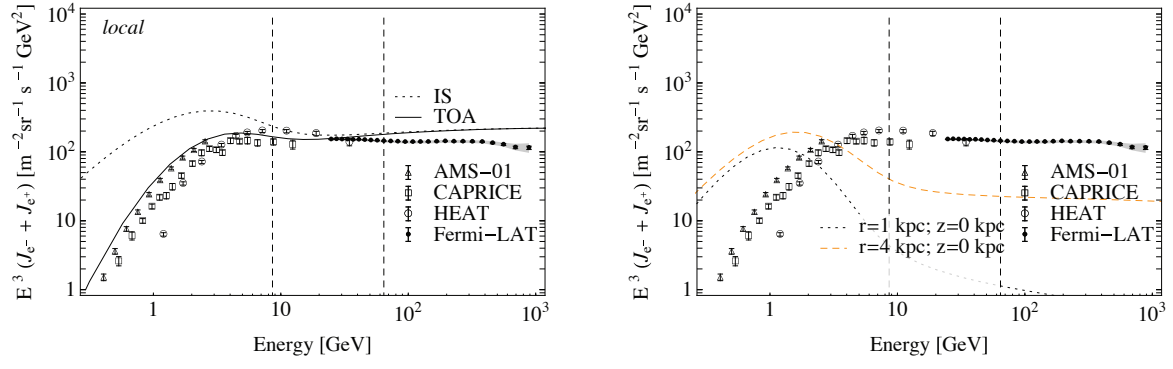 local
E³ (J_e⁻ + J_e⁺) [m⁻²sr⁻¹ s⁻¹ GeV²]
10⁴
10³
10²
10
1
IS
TOA
AMS−01
CAPRICE
HEAT
Fermi−LAT
1
10
10²
10³
Energy [GeV]
E³ (J_e⁻ + J_e⁺) [m⁻²sr⁻¹ s⁻¹ GeV²]
10⁴
10³
10²
10
1
AMS−01
CAPRICE
HEAT
Fermi−LAT
r=1 kpc; z=0 kpc
r=4 kpc; z=0 kpc
1
10
10²
10³
Energy [GeV]